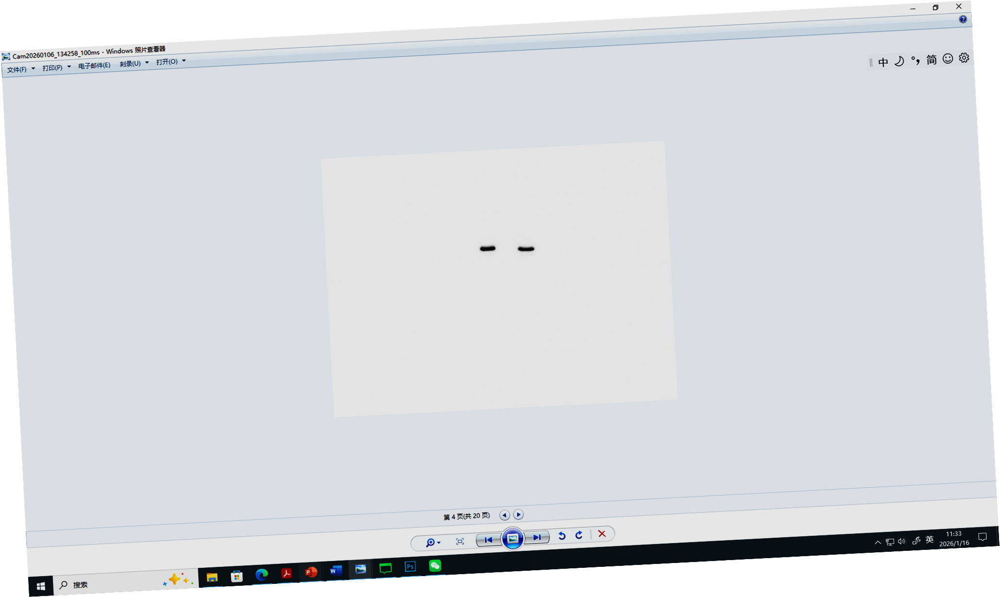 Cam20260106_134258_100ms - Windows 照片查看器
文件(F) 打印(P) 电子邮件(E) 刻录(U) 打开(O)
中 简
第 4 页(共 20 页)
搜索
P
W
Ps
英
11:33
2026/1/16